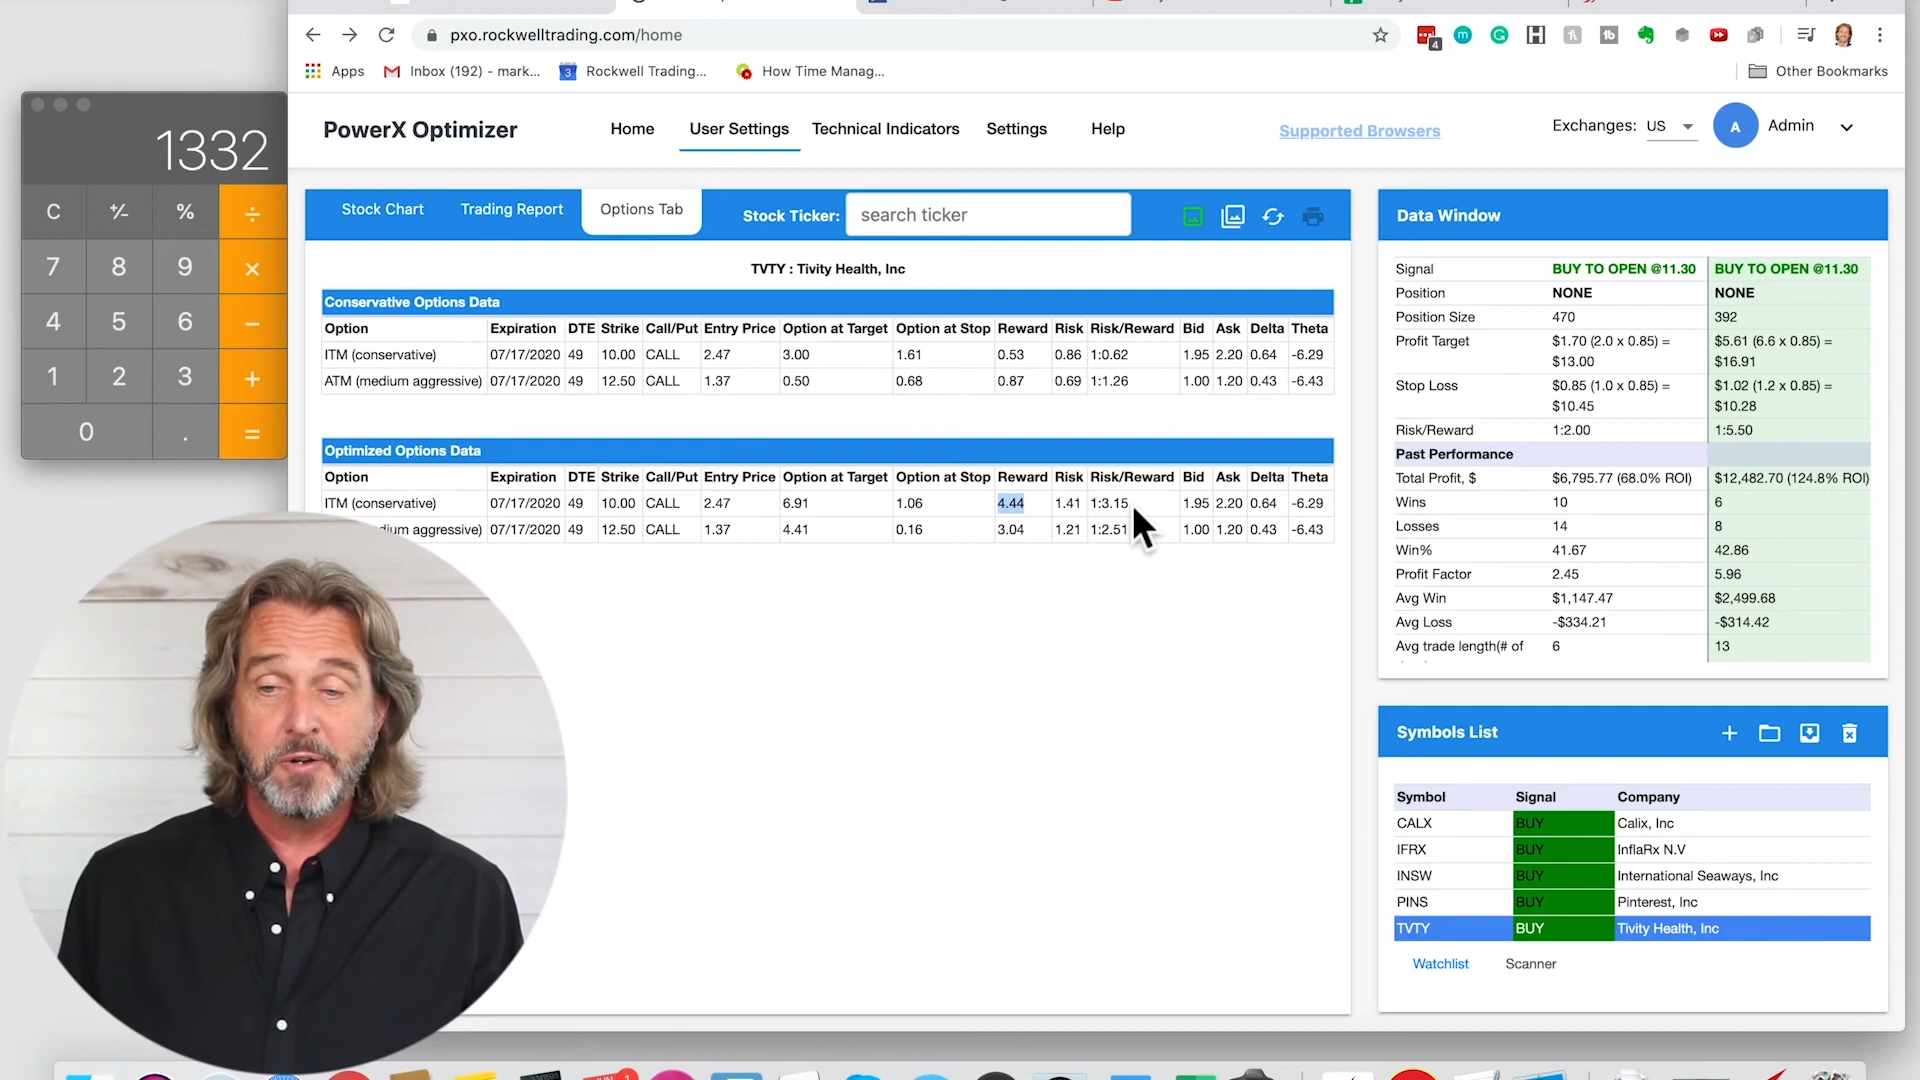 pxo.rockwelltrading.com/home
4
Apps
Inbox (192) - mark...
3
Rockwell Trading...
How Time Manag...
Other Bookmarks
1332
C
%
÷
7 8 9 ×
4 5 6 −
1 2 3 +
0 . =
PowerX Optimizer
Home
User Settings
Technical Indicators
Settings
Help
Supported Browsers
Exchanges: US
A
Admin
Stock Chart
Trading Report
Options Tab
Stock Ticker:
search ticker
TVTY : Tivity Health, Inc
Conservative Options Data
Option Expiration DTE Strike Call/Put Entry Price Option at Target Option at Stop Reward Risk Risk/Reward Bid Ask Delta Theta
ITM (conservative) 07/17/2020 49 10.00 CALL 2.47 3.00 1.61 0.53 0.86 1:0.62 1.95 2.20 0.64 -6.29
ATM (medium aggressive) 07/17/2020 49 12.50 CALL 1.37 0.50 0.68 0.87 0.69 1:1.26 1.00 1.20 0.43 -6.43
Optimized Options Data
Option Expiration DTE Strike Call/Put Entry Price Option at Target Option at Stop Reward Risk Risk/Reward Bid Ask Delta Theta
ITM (conservative) 07/17/2020 49 10.00 CALL 2.47 6.91 1.06 4.44 1.41 1:3.15 1.95 2.20 0.64 -6.29
aggressive) 07/17/2020 49 12.50 CALL 1.37 4.41 0.16 3.04 1.21 1:2.51 1.00 1.20 0.43 -6.43
Data Window
Signal BUY TO OPEN @11.30 BUY TO OPEN @11.30
Position NONE NONE
Position Size 470 392
Profit Target $1.70 (2.0 x 0.85) = $5.61 (6.6 x 0.85) =
$13.00 $16.91
Stop Loss $0.85 (1.0 x 0.85) = $1.02 (1.2 x 0.85) =
$10.45 $10.28
Risk/Reward 1:2.00 1:5.50
Past Performance
Total Profit, $ $6,795.77 (68.0% ROI) $12,482.70 (124.8% ROI)
Wins 10 6
Losses 14 8
Win% 41.67 42.86
Profit Factor 2.45 5.96
Avg Win $1,147.47 $2,499.68
Avg Loss -$334.21 -$314.42
Avg trade length(# of 6 13
Symbols List
Symbol Signal Company
CALX BUY Calix, Inc
IFRX BUY InflaRx N.V
INSW BUY International Seaways, Inc
PINS BUY Pinterest, Inc
TVTY BUY Tivity Health, Inc
Watchlist
Scanner